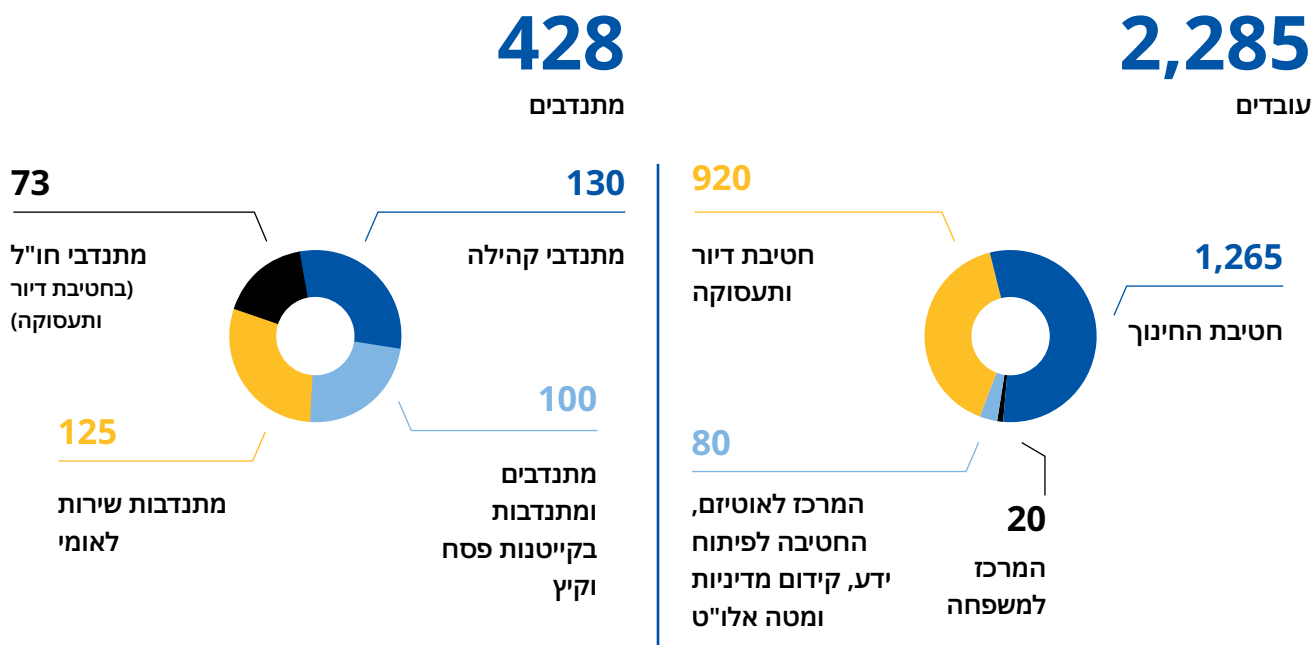 2,285
עובדים
920
חטיבת דיור
ותעסוקה
1,265
חטיבת החינוך
80
המרכז לאוטיזם,
החטיבה לפיתוח
ידע, קידום מדיניות
ומטה אלו"ט
20
המרכז
למשפחה
428
מתנדבים
130
מתנדבי קהילה
73
מתנדבי חו"ל
(בחטיבת דיור
ותעסוקה)
100
מתנדבים
ומתנדבות
בקייטנות פסח
וקיץ
125
מתנדבות שירות
לאומי